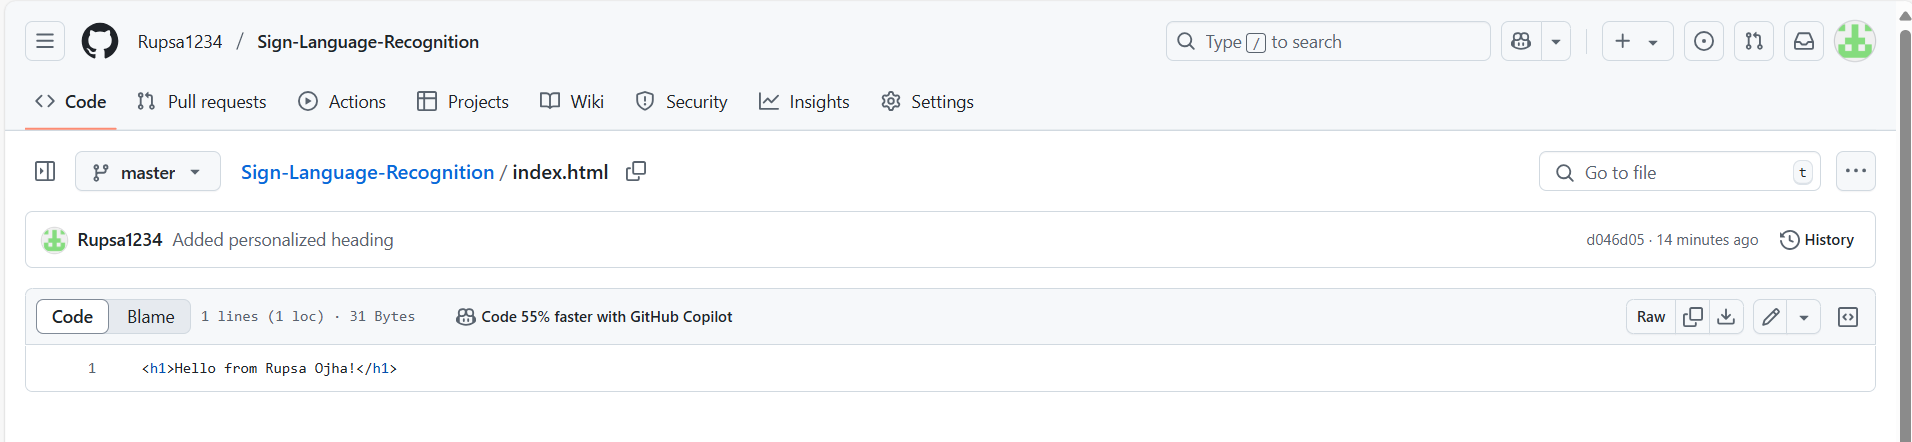 Rupsa1234 / Sign-Language-Recognition Type / to search
Code Pull requests Actions Projects Wiki Security Insights Settings
master Sign-Language-Recognition / index.html Go to file t
Rupsa1234 Added personalized heading d046d05 · 14 minutes ago History
Code Blame 1 lines (1 loc) · 31 Bytes Code 55% faster with GitHub Copilot Raw
1 <h1>Hello from Rupsa Ojha!</h1>